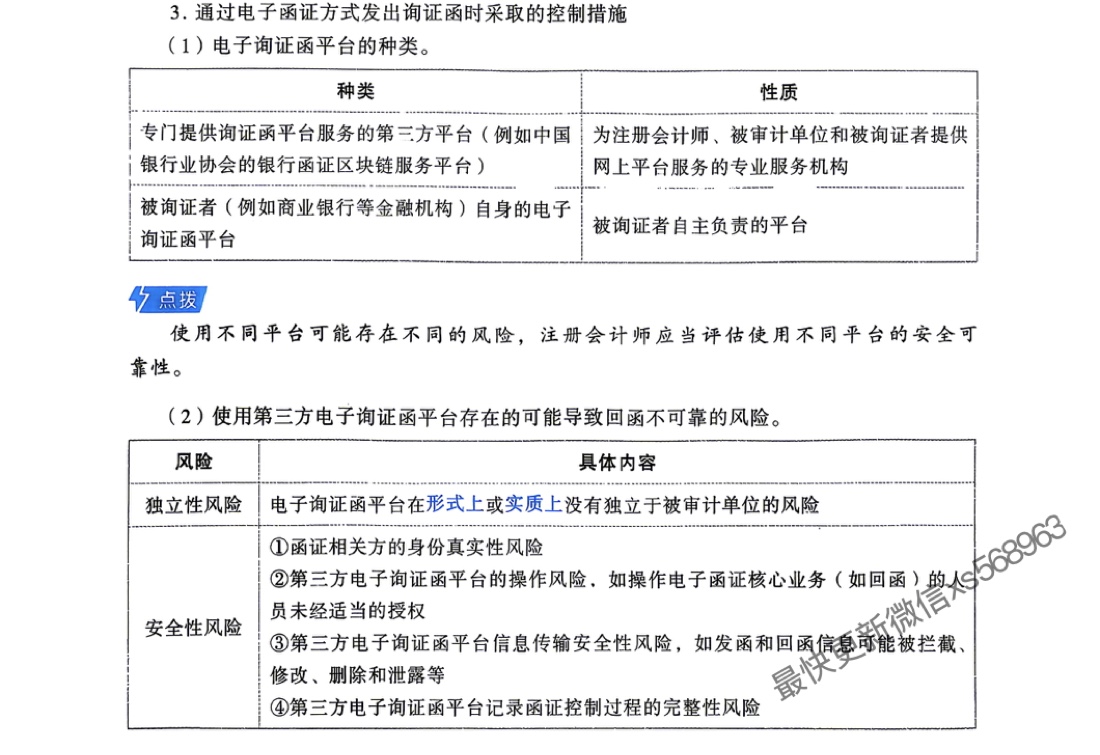 3. 通过电子函证方式发出询证函时采取的控制措施
（1）电子询证函平台的种类。
种类
性质
专门提供询证函平台服务的第三方平台（例如中国
银行业协会的银行函证区块链服务平台）
为注册会计师、被审计单位和被询证者提供
网上平台服务的专业服务机构
被询证者（例如商业银行等金融机构）自身的电子
询证函平台
被询证者自主负责的平台
点拨
使用不同平台可能存在不同的风险，注册会计师应当评估使用不同平台的安全可
靠性。
（2）使用第三方电子询证函平台存在的可能导致回函不可靠的风险。
风险
具体内容
独立性风险
电子询证函平台在形式上或实质上没有独立于被审计单位的风险
安全性风险
①函证相关方的身份真实性风险
②第三方电子询证函平台的操作风险，如操作电子函证核心业务（如回函）的人
员未经适当的授权
③第三方电子询证函平台信息传输安全性风险，如发函和回函信息可能被拦截、
修改、删除和泄露等
④第三方电子询证函平台记录函证控制过程的完整性风险
最快更新微信xs568963